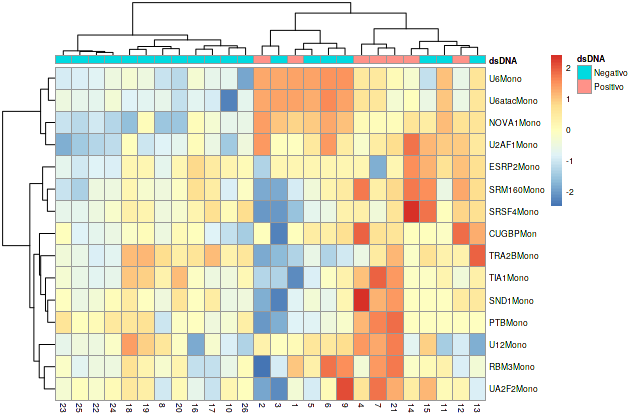 dsDNA
U6Mono
U6atacMono
NOVA1Mono
U2AF1Mono
ESRP2Mono
SRM160Mono
SRSF4Mono
CUGBPMon
TRA2BMono
TIA1Mono
SND1Mono
PTBMono
U12Mono
RBM3Mono
UA2F2Mono
23 25 22 24 18 19 8 20 16 17 10 26 2 3 1 5 6 9 4 7 21 14 15 11 12 13
2
1
0
-1
-2
dsDNA
Negativo
Positivo